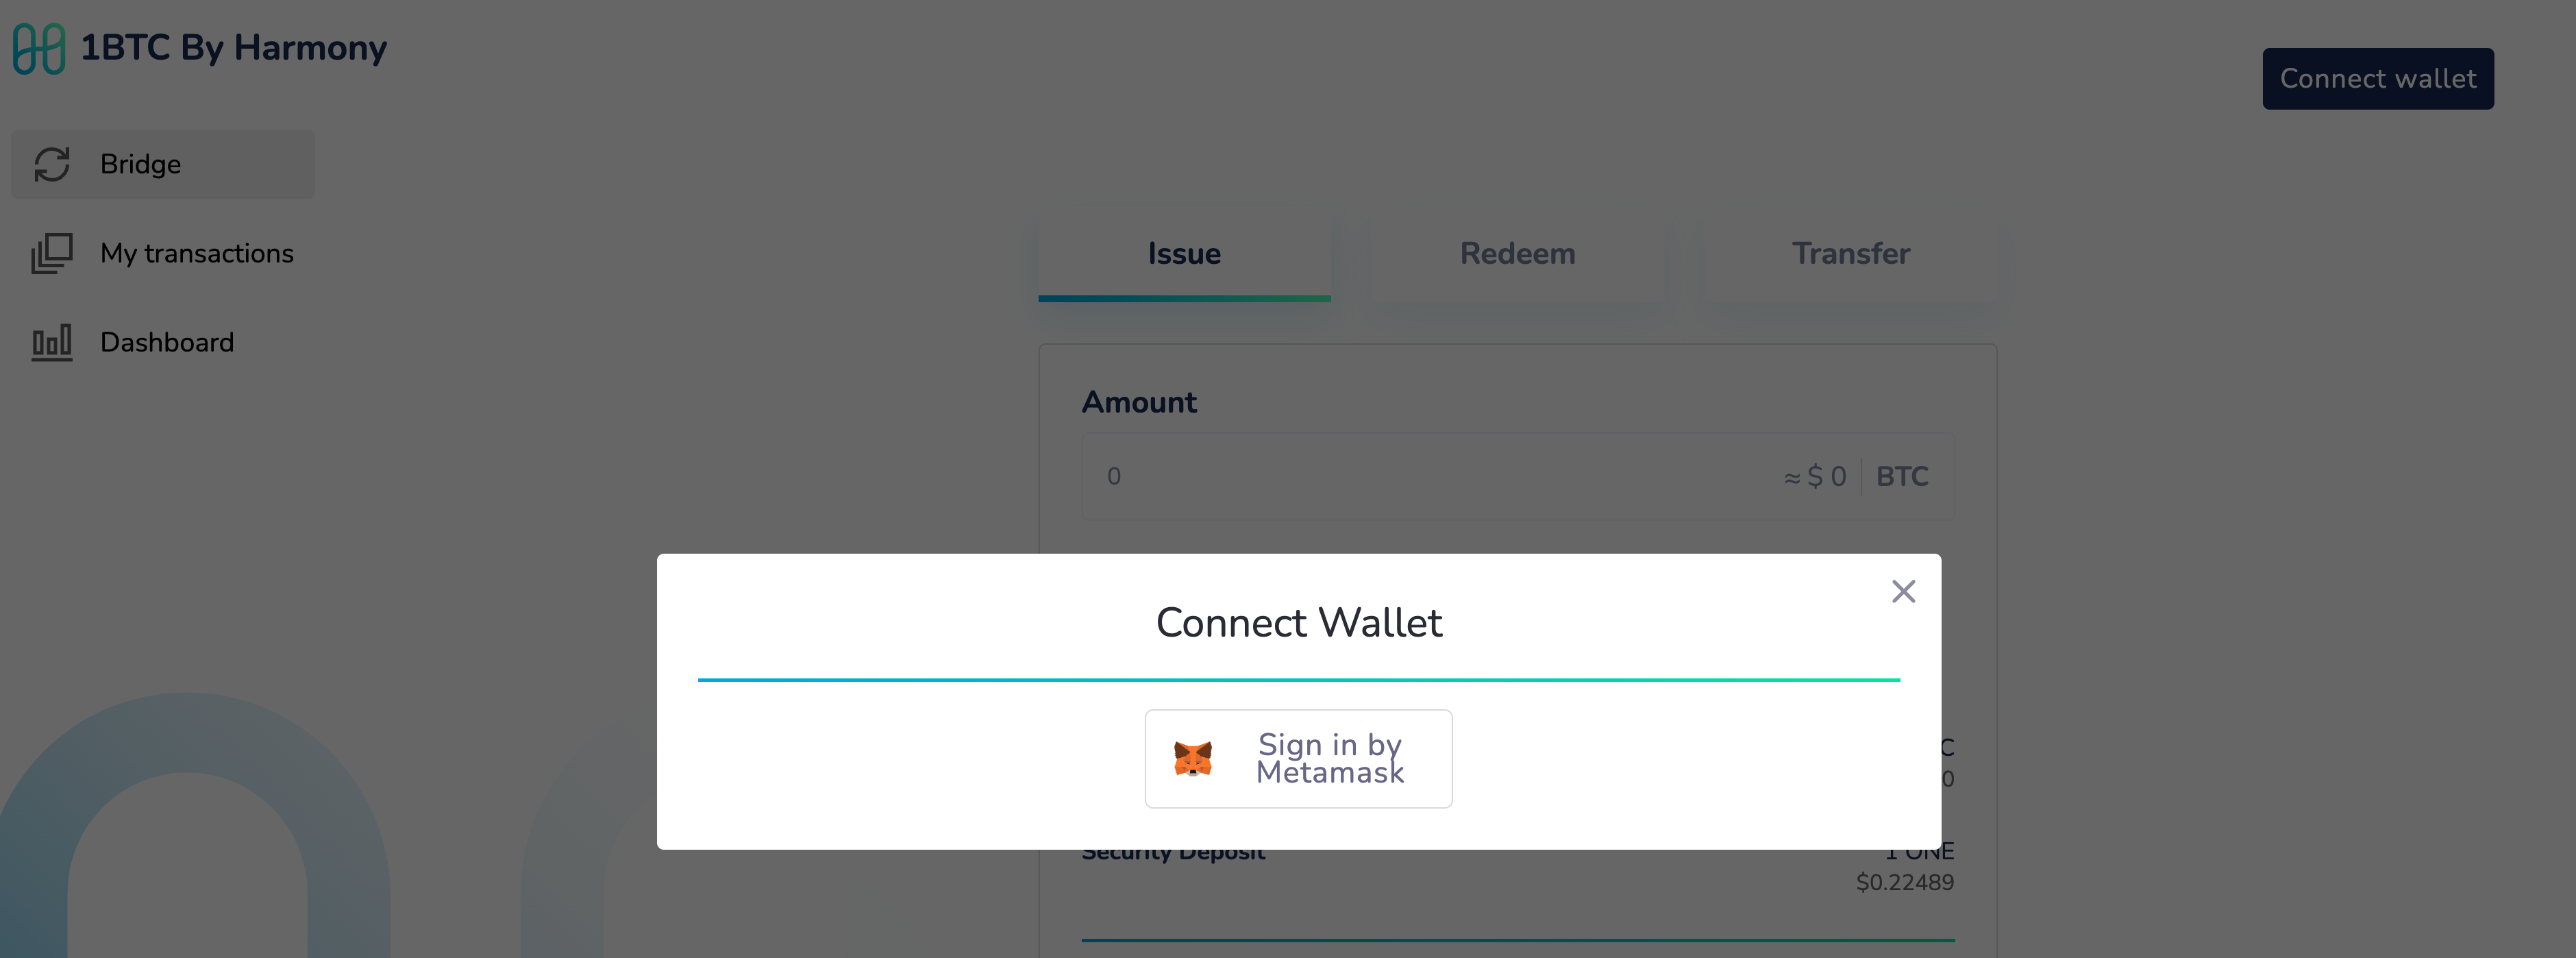 1BTC By Harmony
Connect wallet
Bridge
My transactions
Dashboard
Issue
Redeem
Transfer
Amount
0
≈ $ 0
BTC
Connect Wallet
Sign in by
Metamask
C
0
Security Deposit
1 ONE
$0.22489